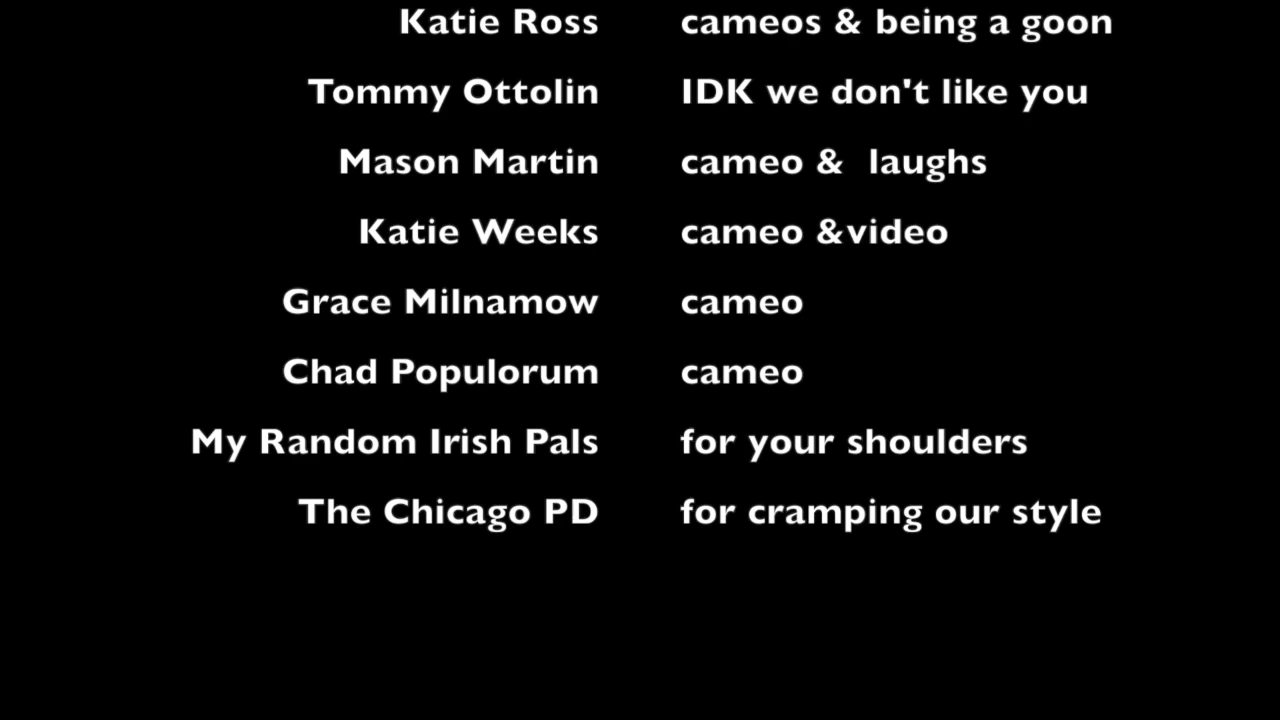 Katie Ross cameos & being a goon
Tommy Ottolin IDK we don't like you
Mason Martin cameo &  laughs
Katie Weeks cameo &video
Grace Milnamow cameo
Chad Populorum cameo
My Random Irish Pals for your shoulders
The Chicago PD for cramping our style